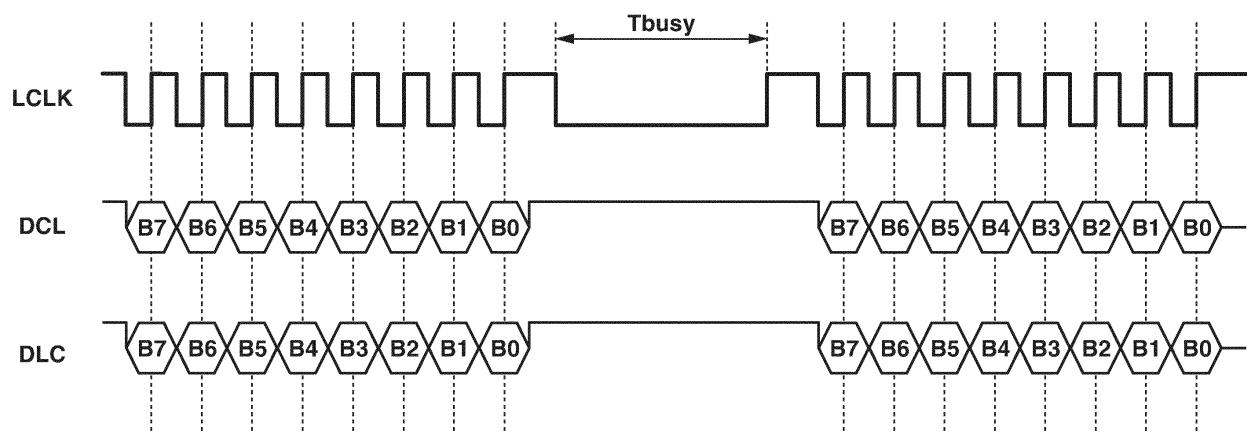 Tbusy
LCLK
DCL B7 B6 B5 B4 B3 B2 B1 B0 B7 B6 B5 B4 B3 B2 B1 B0
DLC B7 B6 B5 B4 B3 B2 B1 B0 B7 B6 B5 B4 B3 B2 B1 B0